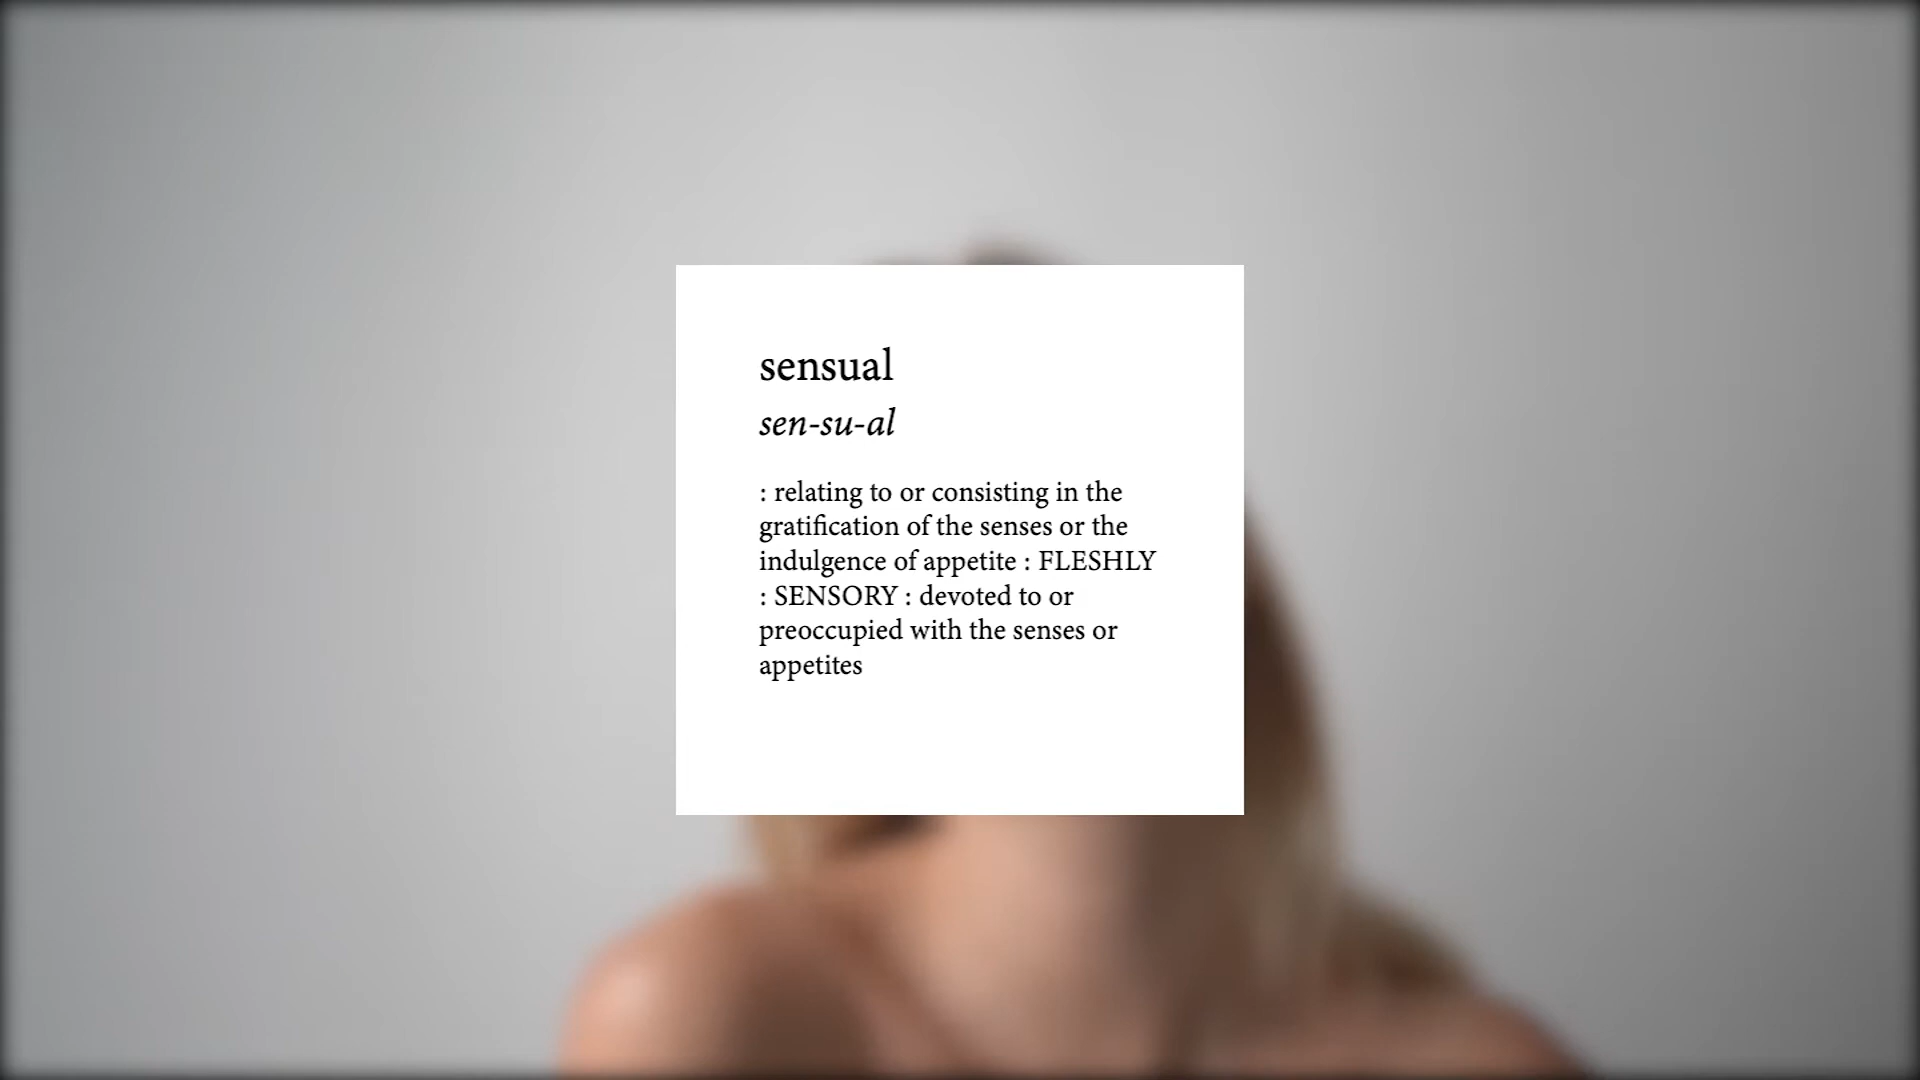 sensual
sen-su-al
: relating to or consisting in the
gratification of the senses or the
indulgence of appetite : FLESHLY
: SENSORY : devoted to or
preoccupied with the senses or
appetites